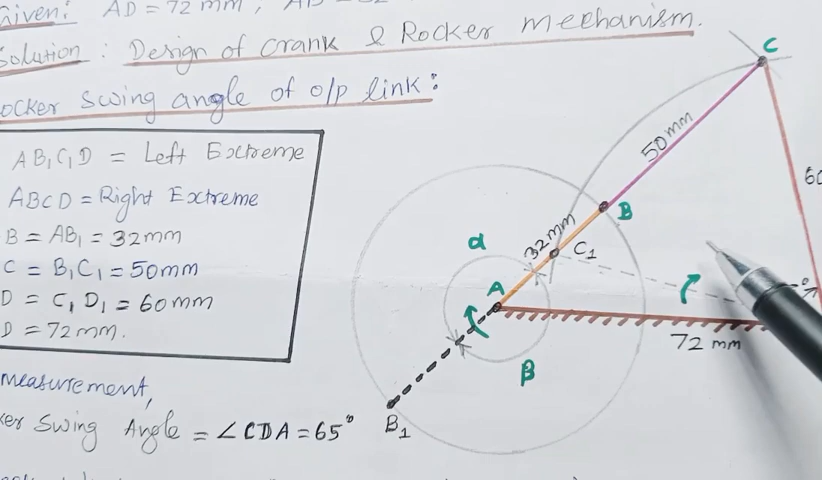 Given: AD = 72 mm,
Solution: Design of Crank & Rocker mechanism.
ocker swing angle of o/p link:
AB₁C₁D = Left Extreme
ABCD = Right Extreme
B = AB₁ = 32mm
C = B₁C₁ = 50mm
D = C₁D₁ = 60mm
D = 72mm.
measurement,
ker Swing Angle = ∠CDA = 65°
C
50mm
60
B
32mm
C₁
α
A
72 mm
β
B₁